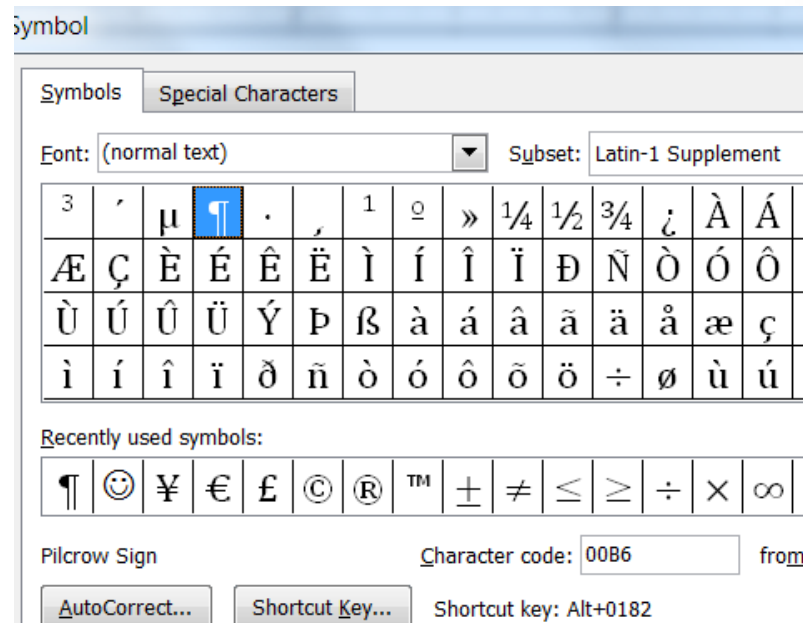 Symbol
Symbols Special Characters
Font: (normal text) Subset: Latin-1 Supplement
³ ´ µ ¶ · ¸ ¹ º » ¼ ½ ¾ ¿ À Á
Æ Ç È É Ê Ë Ì Í Î Ï Ð Ñ Ò Ó Ô
Ù Ú Û Ü Ý Þ ß à á â ã ä å æ ç
ì í î ï ð ñ ò ó ô õ ö ÷ ø ù ú
Recently used symbols:
¶ ☺ ¥ € £ © ® ™ ± ≠ ≤ ≥ ÷ × ∞
Pilcrow Sign Character code: 00B6 from
AutoCorrect... Shortcut Key... Shortcut key: Alt+0182